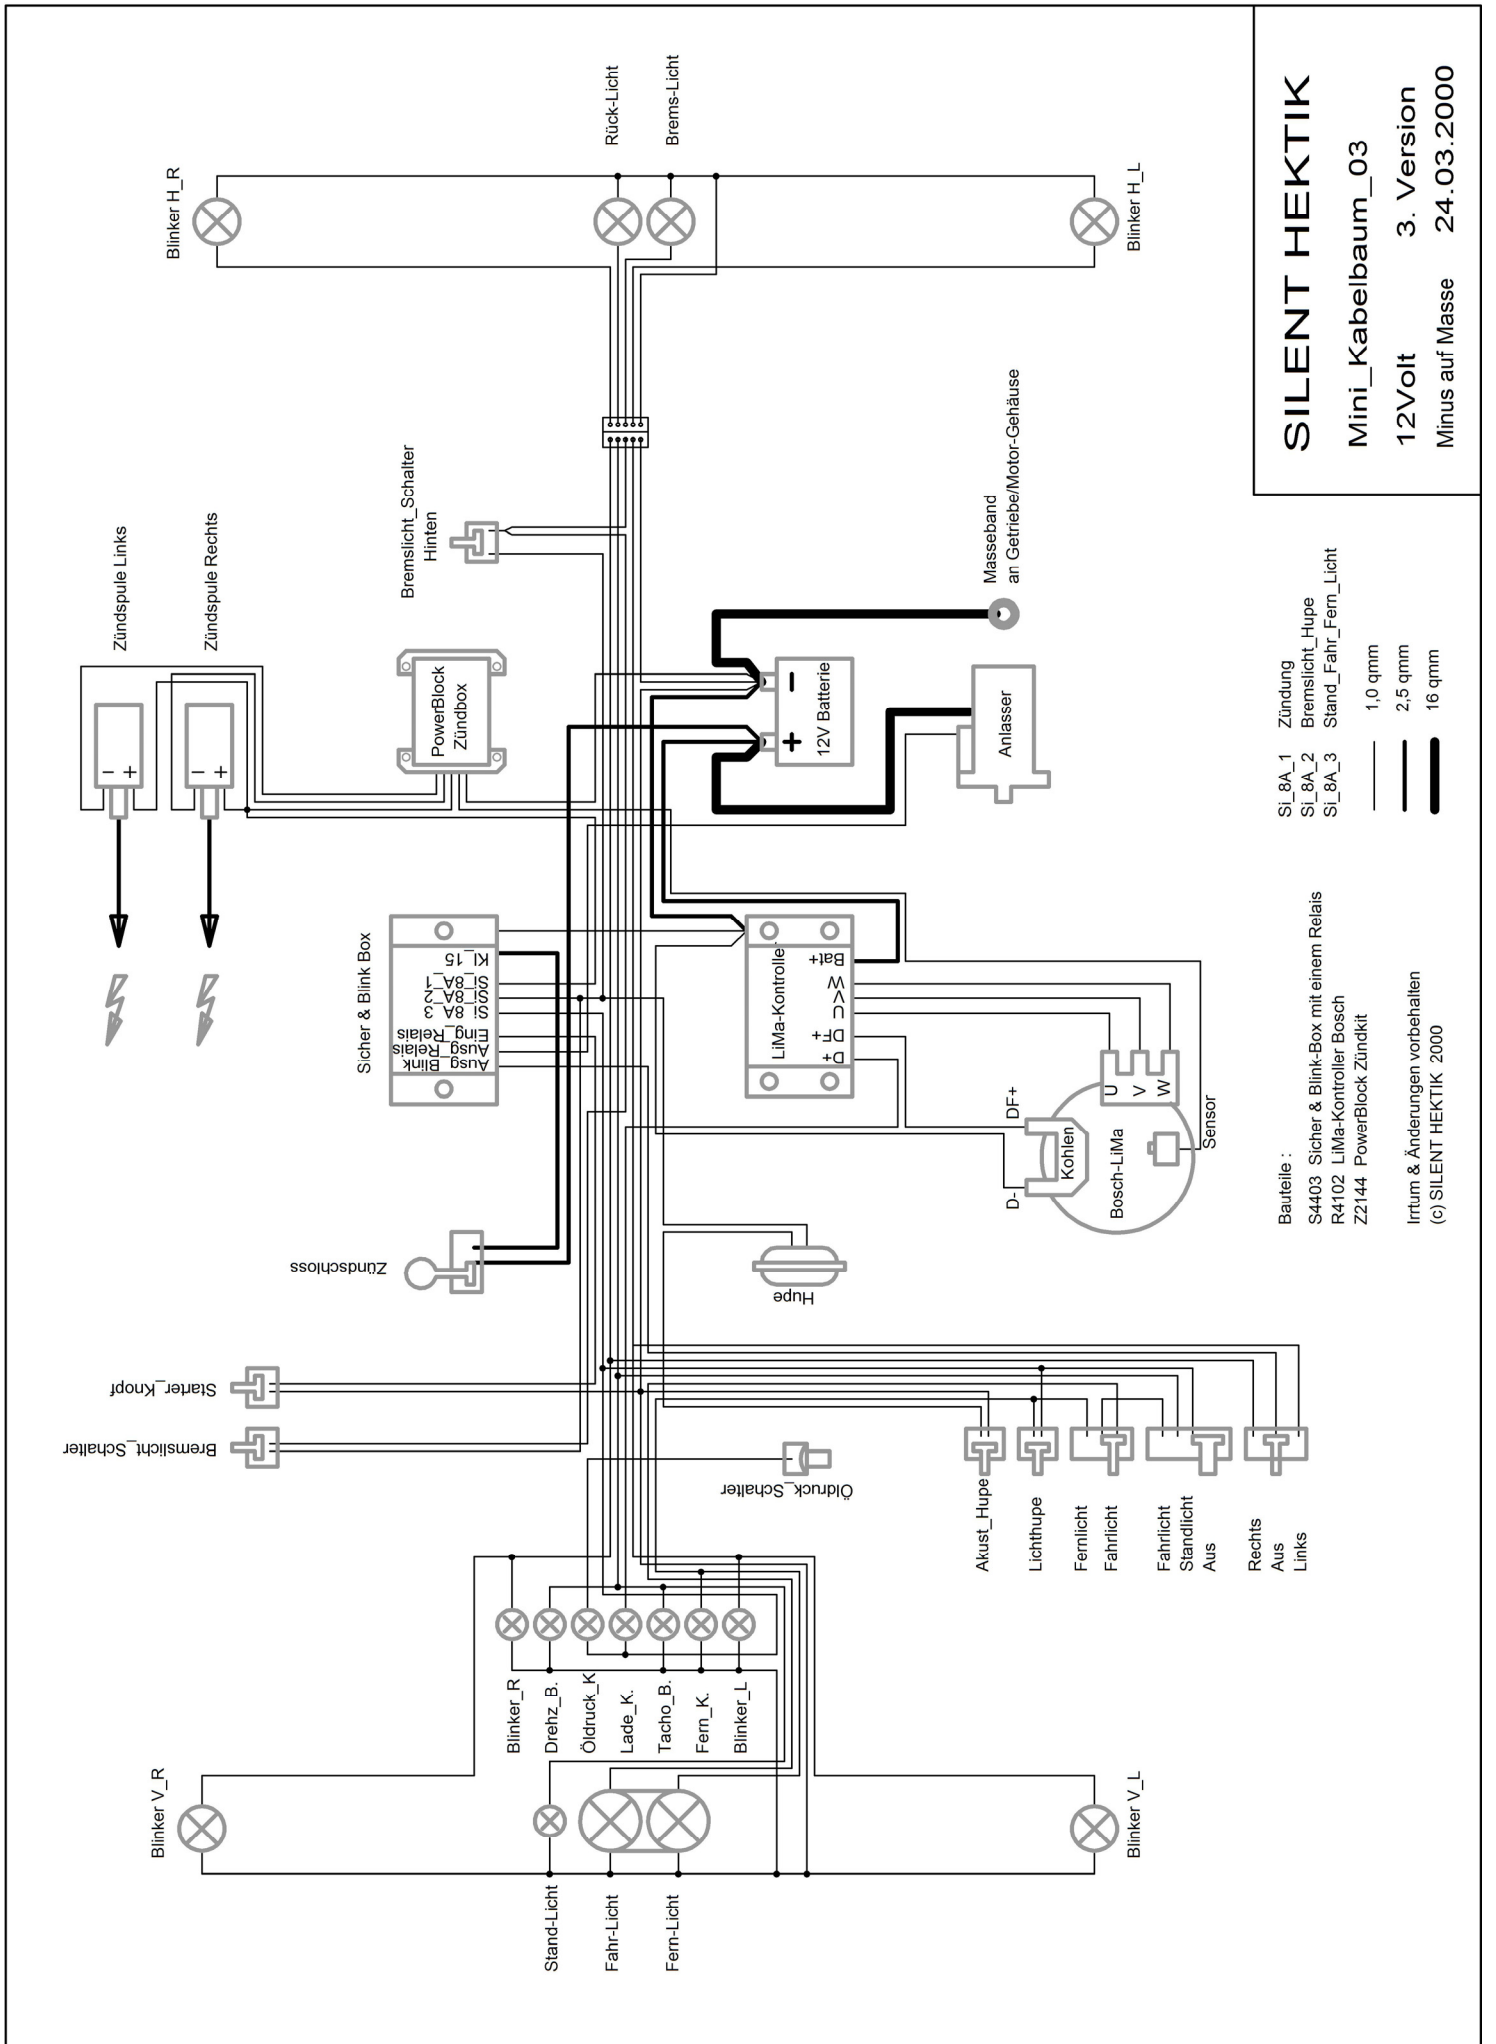 SILENT HEKTIK
Mini_Kabelbaum_03
12Volt 3. Version
Minus auf Masse 24.03.2000
Blinker H_R
Rück-Licht
Brems-Licht
Blinker H_L
Zündspule Links
Zündspule Rechts
Bremslicht_Schalter
Hinten
Masseband
an Getriebe/Motor-Gehäuse
− +
− +
PowerBlock
Zündbox
− +
12V Batterie
Anlasser
Si_8A_1 Zündung
Si_8A_2 Bremslicht_Hupe
Si_8A_3 Stand_Fahr_Fern_Licht
1,0 qmm
2,5 qmm
16 qmm
Sicher & Blink Box
Kl_15
Si_8A_1
Si_8A_2
Si_8A_3
Eing_Relais
Ausg_Relais
Ausg_Blink
LiMa-Kontroller
Bat+
W
V
U
DF+
D+
DF+
D-
Kohlen
Bosch-LiMa
U
V
W
Sensor
Bauteile :
S4403 Sicher & Blink-Box mit einem Relais
R4102 LiMa-Kontroller Bosch
Z2144 PowerBlock Zündkit
Irrtum & Änderungen vorbehalten
(c) SILENT HEKTIK 2000
Zündschloss
Hupe
Starter_Knopf
Bremslicht_Schalter
Öldruck_Schalter
Akust_Hupe
Lichthupe
Fernlicht
Fahrlicht
Fahrlicht
Standlicht
Aus
Rechts
Aus
Links
Blinker_R
Drehz_B.
Öldruck_K
Lade_K.
Tacho_B.
Fern_K.
Blinker_L
Blinker V_R
Stand-Licht
Fahr-Licht
Fern-Licht
Blinker V_L